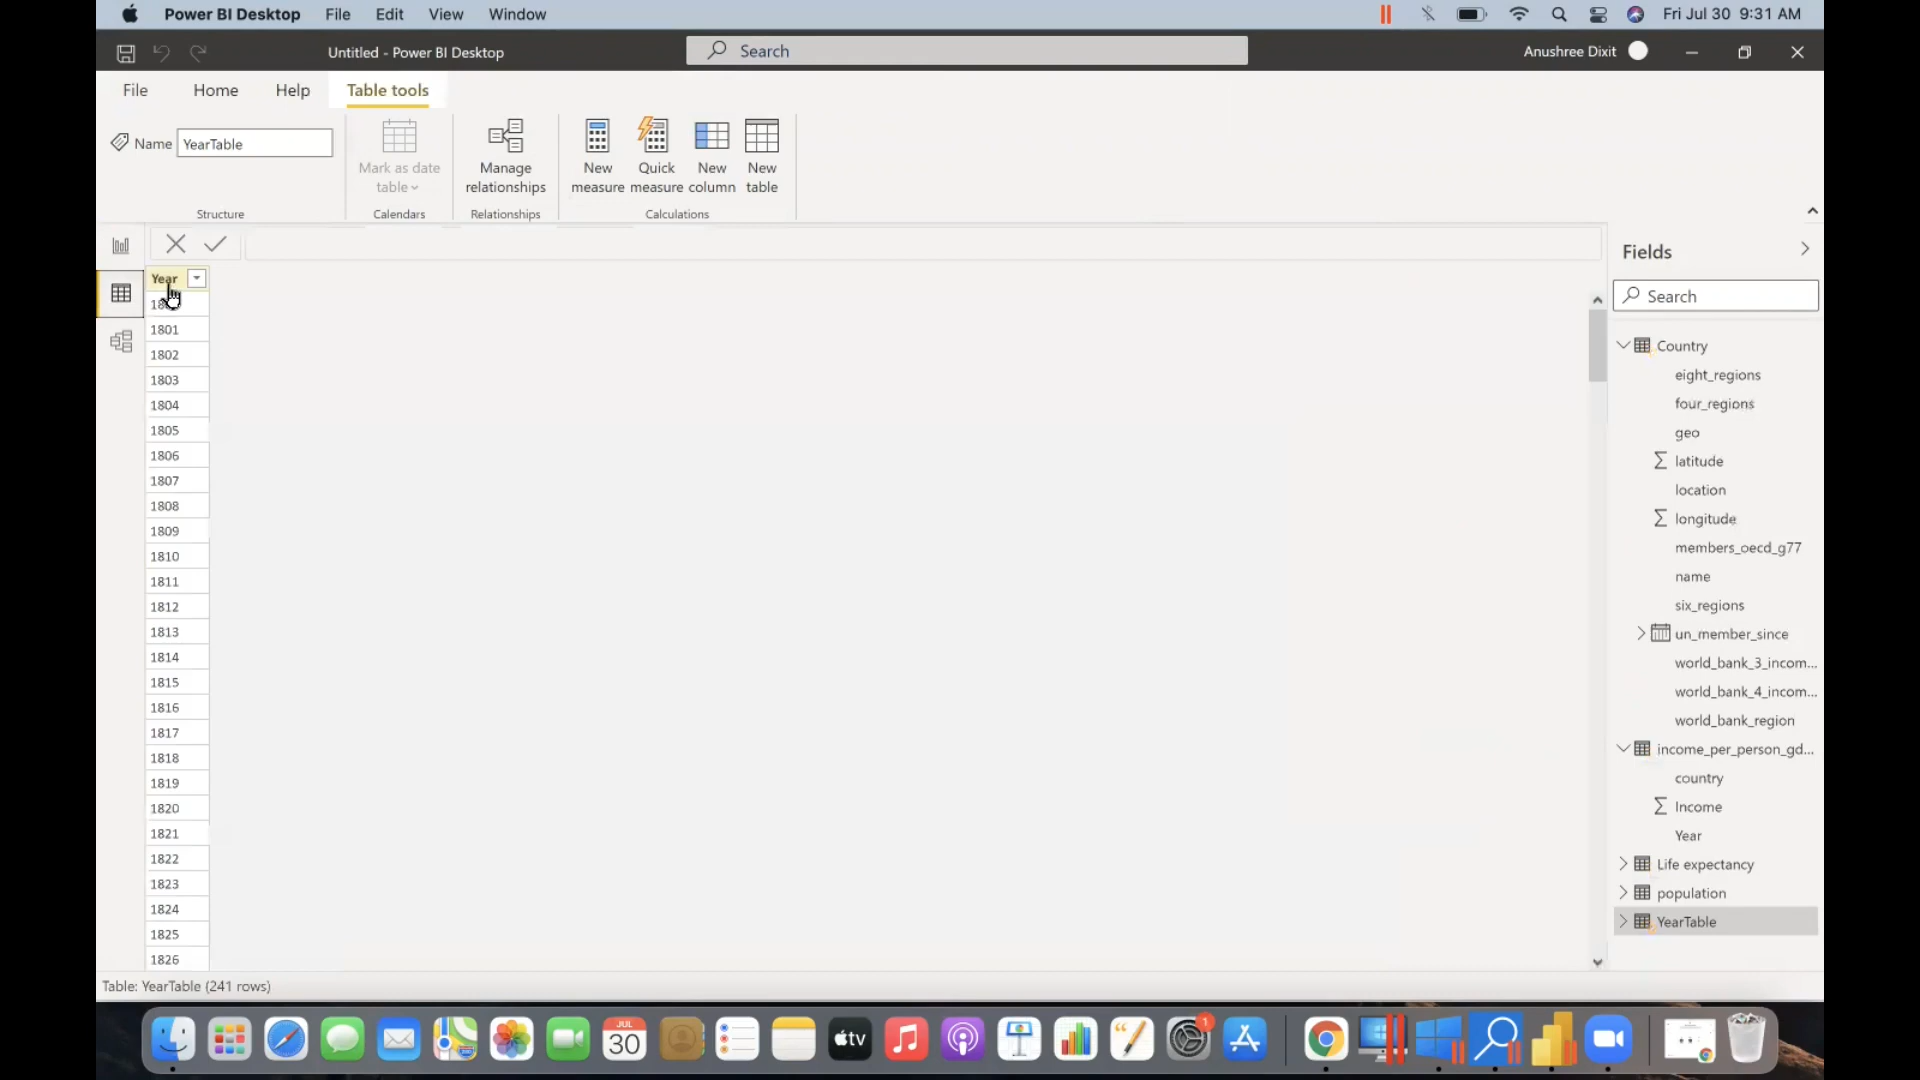 Power BI Desktop File Edit View Window Fri Jul 30 9:31 AM
Untitled - Power BI Desktop Search Anushree Dixit
File Home Help Table tools
Name YearTable
Mark as date table
Manage relationships
New measure
Quick measure
New column
New table
Structure Calendars Relationships Calculations
Year
1801
1802
1803
1804
1805
1806
1807
1808
1809
1810
1811
1812
1813
1814
1815
1816
1817
1818
1819
1820
1821
1822
1823
1824
1825
1826
Fields
Search
Country
eight_regions
four_regions
geo
latitude
location
longitude
members_oecd_g77
name
six_regions
un_member_since
world_bank_3_incom...
world_bank_4_incom...
world_bank_region
income_per_person_gd...
country
Income
Year
Life expectancy
population
YearTable
Table: YearTable (241 rows)
JUL
30
tv
1